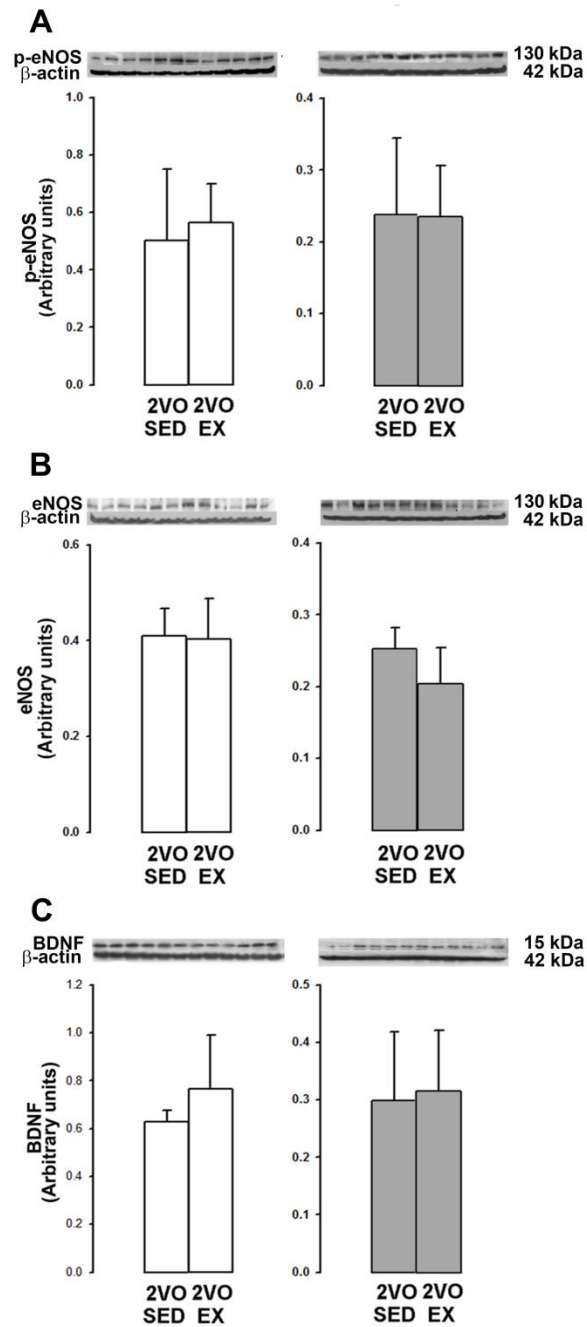 A
p-eNOS
β-actin
130 kDa
42 kDa
p-eNOS
(Arbitrary units)
1.0
0.8
0.6
0.4
0.2
0.0
2VO 2VO
SED EX
0.4
0.3
0.2
0.1
0.0
2VO 2VO
SED EX
B
eNOS
β-actin
130 kDa
42 kDa
eNOS
(Arbitrary units)
0.6
0.4
0.2
0.0
2VO 2VO
SED EX
0.4
0.3
0.2
0.1
0.0
2VO 2VO
SED EX
C
BDNF
β-actin
15 kDa
42 kDa
BDNF
(Arbitrary units)
1.2
1.0
0.8
0.6
0.4
0.2
0.0
2VO 2VO
SED EX
0.5
0.4
0.3
0.2
0.1
0.0
2VO 2VO
SED EX